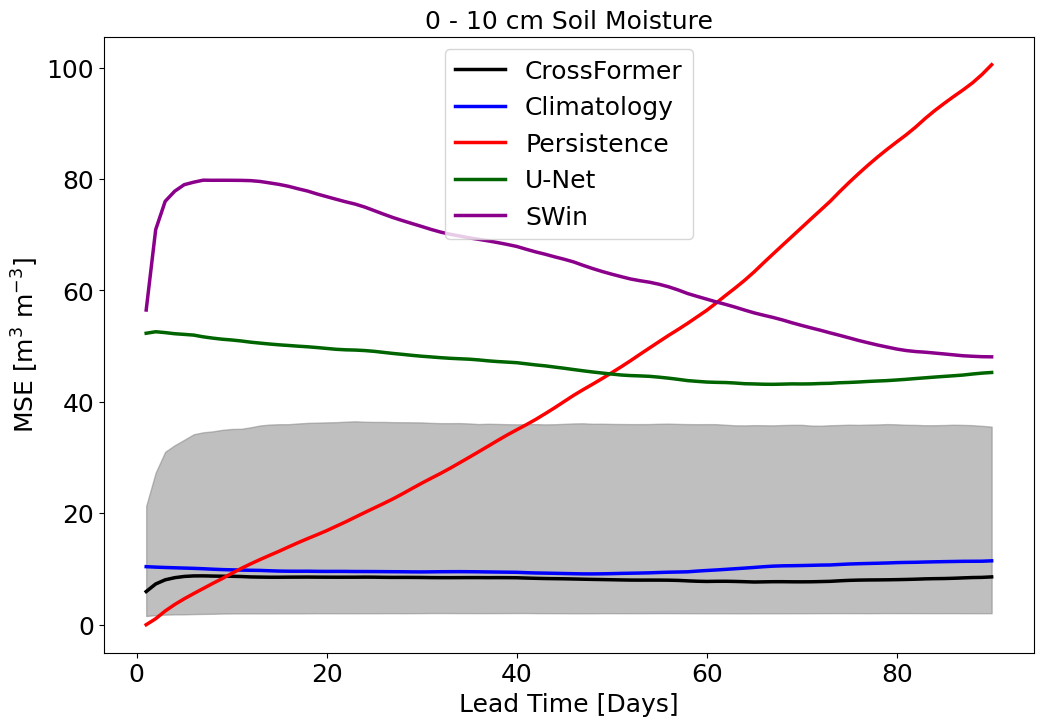 0 - 10 cm Soil Moisture
CrossFormer
Climatology
Persistence
U-Net
SWin
MSE [m³ m⁻³]
100
80
60
40
20
0
0 20 40 60 80
Lead Time [Days]